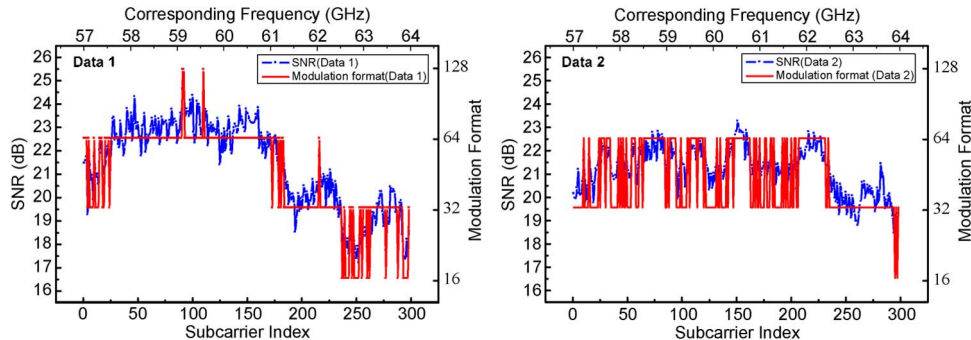 Corresponding Frequency (GHz)
57 58 59 60 61 62 63 64
Data 1
SNR(Data 1)
Modulation format(Data 1)
26
25
24
23
22
21
20
19
18
17
16
SNR (dB)
128
64
32
16
Modulation Format
0 50 100 150 200 250 300
Subcarrier Index
Corresponding Frequency (GHz)
57 58 59 60 61 62 63 64
Data 2
SNR(Data 2)
Modulation format (Data 2)
26
25
24
23
22
21
20
19
18
17
16
SNR (dB)
128
64
32
16
Modulation Format
0 50 100 150 200 250 300
Subcarrier Index